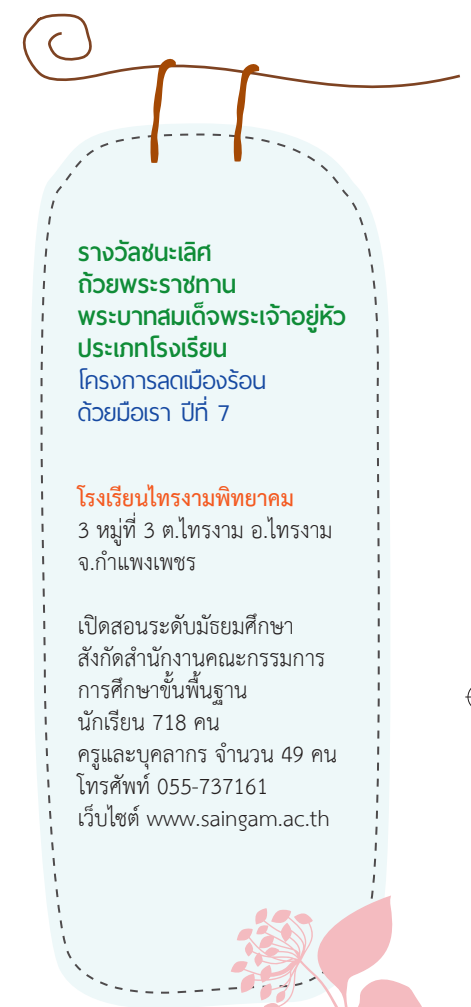 รางวัลชนะเลิศ
ถ้วยพระราชทาน
พระบาทสมเด็จพระเจ้าอยู่หัว
ประเภทโรงเรียน
โครงการลดเมืองร้อน
ด้วยมือเรา ปีที่ 7
โรงเรียนไทรงามพิทยาคม
3 หมู่ที่ 3 ต.ไทรงาม อ.ไทรงาม
จ.กำแพงเพชร
เปิดสอนระดับมัธยมศึกษา
สังกัดสำนักงานคณะกรรมการ
การศึกษาขั้นพื้นฐาน
นักเรียน 718 คน
ครูและบุคลากร จำนวน 49 คน
โทรศัพท์ 055-737161
เว็บไซต์ www.saingam.ac.th